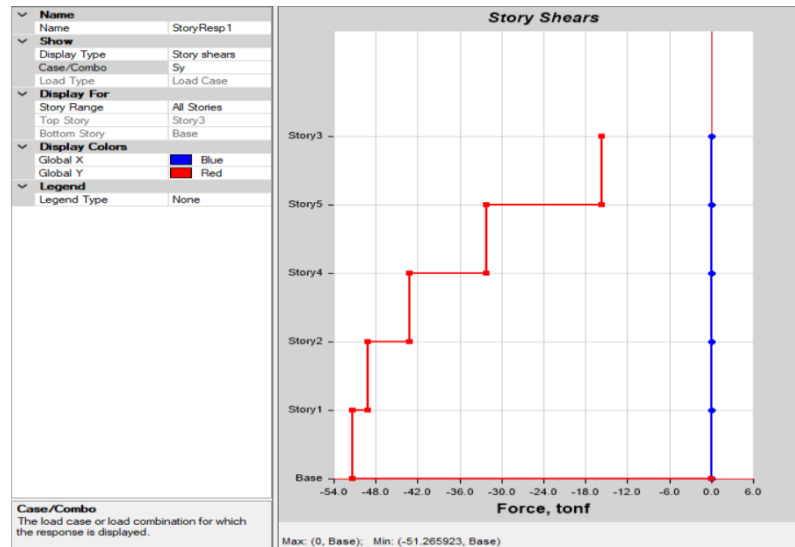 Name
Name StoryResp1
Show
Display Type Story shears
Case/Combo Sy
Load Type Load Case
Display For
Story Range All Stories
Top Story Story3
Bottom Story Base
Display Colors
Global X Blue
Global Y Red
Legend
Legend Type None
Case/Combo
The load case or load combination for which
the response is displayed.
Story Shears
Story3
Story5
Story4
Story2
Story1
Base
-54.0 -48.0 -42.0 -36.0 -30.0 -24.0 -18.0 -12.0 -6.0 0.0 6.0
Force, tonf
Max: (0, Base); Min: (-51.265923, Base)